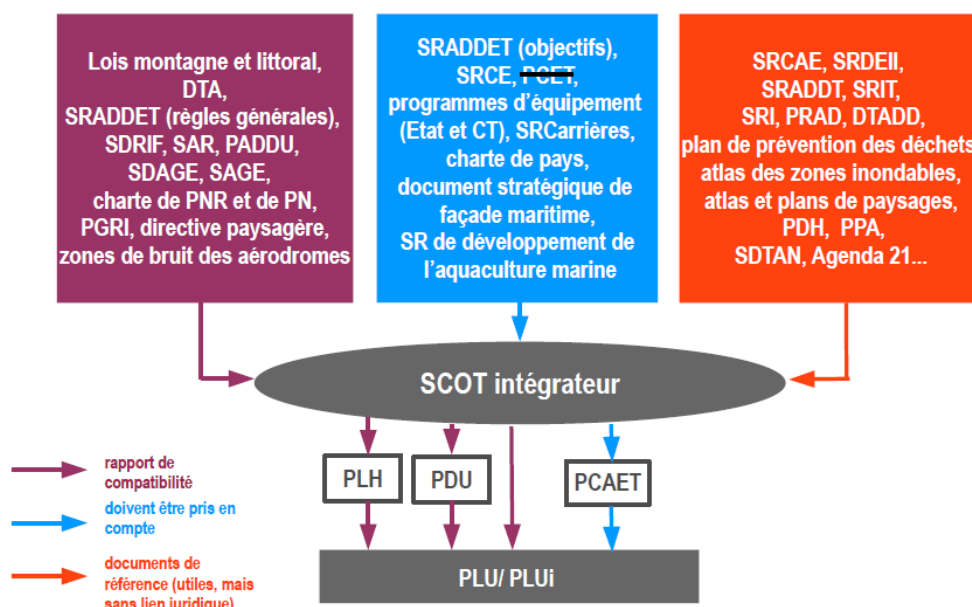 Lois montagne et littoral,
DTA,
SRADDET (règles générales),
SDRIF, SAR, PADDU,
SDAGE, SAGE,
charte de PNR et de PN,
PGRI, directive paysagère,
zones de bruit des aérodromes
SRADDET (objectifs),
SRCE, PCET,
programmes d'équipement
(Etat et CT), SRCarrières,
charte de pays,
document stratégique de
façade maritime,
SR de développement de
l'aquaculture marine
SRCAE, SRDEII,
SRADDT, SRIT,
SRI, PRAD, DTADD,
plan de prévention des déchets
atlas des zones inondables,
atlas et plans de paysages,
PDH, PPA,
SDTAN, Agenda 21...
SCOT intégrateur
PLH
PDU
PCAET
PLU/ PLUi
rapport de
compatibilité
doivent être pris en
compte
documents de
référence (utiles, mais
sans lien juridique)